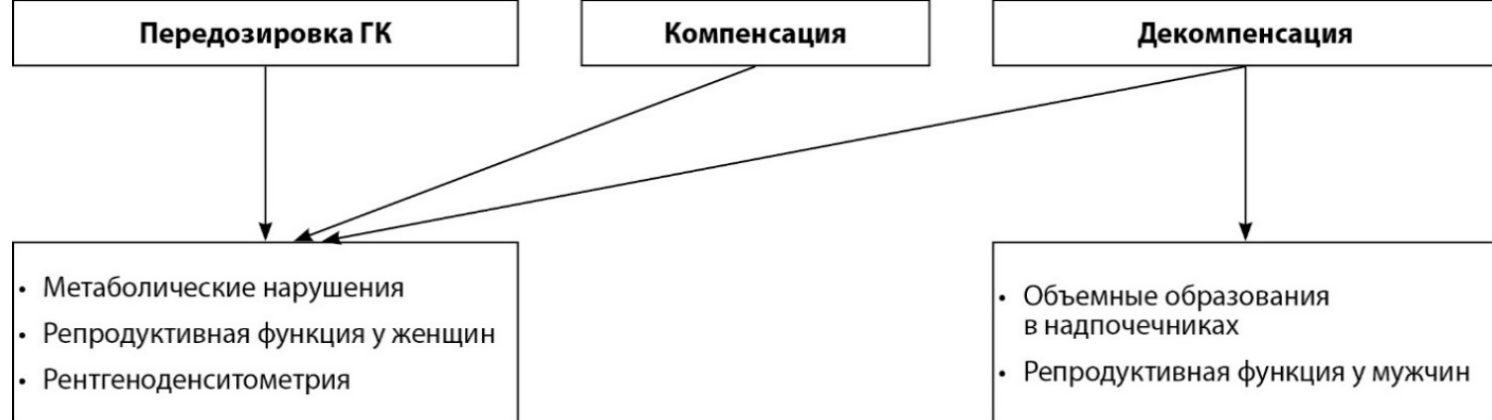 Передозировка ГК
Компенсация
Декомпенсация
• Метаболические нарушения
• Репродуктивная функция у женщин
• Рентгеноденситометрия
• Объемные образования
в надпочечниках
• Репродуктивная функция у мужчин